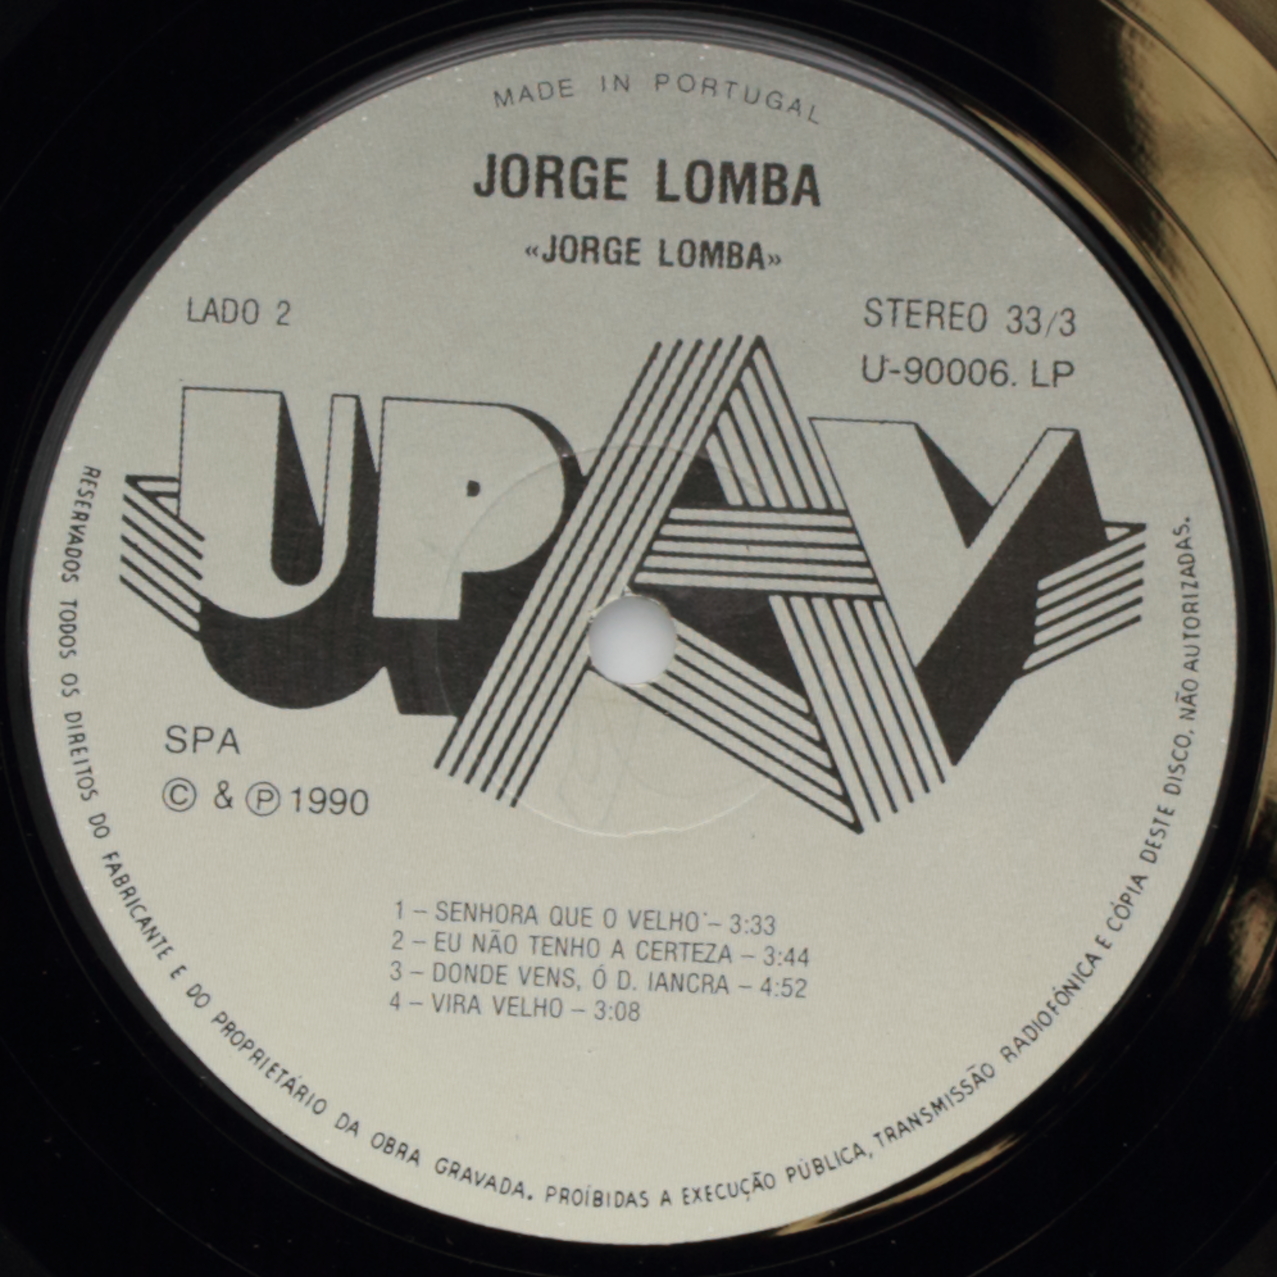 MADE IN PORTUGAL
JORGE LOMBA
«JORGE LOMBA»
LADO 2
STEREO 33/3
U-90006. LP
UPAV
SPA
© & ℗ 1990
1 – SENHORA QUE O VELHO – 3:33
2 – EU NÃO TENHO A CERTEZA – 3:44
3 – DONDE VENS, Ó D. IANCRA – 4:52
4 – VIRA VELHO – 3:08
RESERVADOS TODOS OS DIREITOS DO FABRICANTE E DO PROPRIETÁRIO DA OBRA GRAVADA. PROÍBIDAS A EXECUÇÃO PÚBLICA, TRANSMISSÃO RADIOFÓNICA E CÓPIA DESTE DISCO, NÃO AUTORIZADAS.